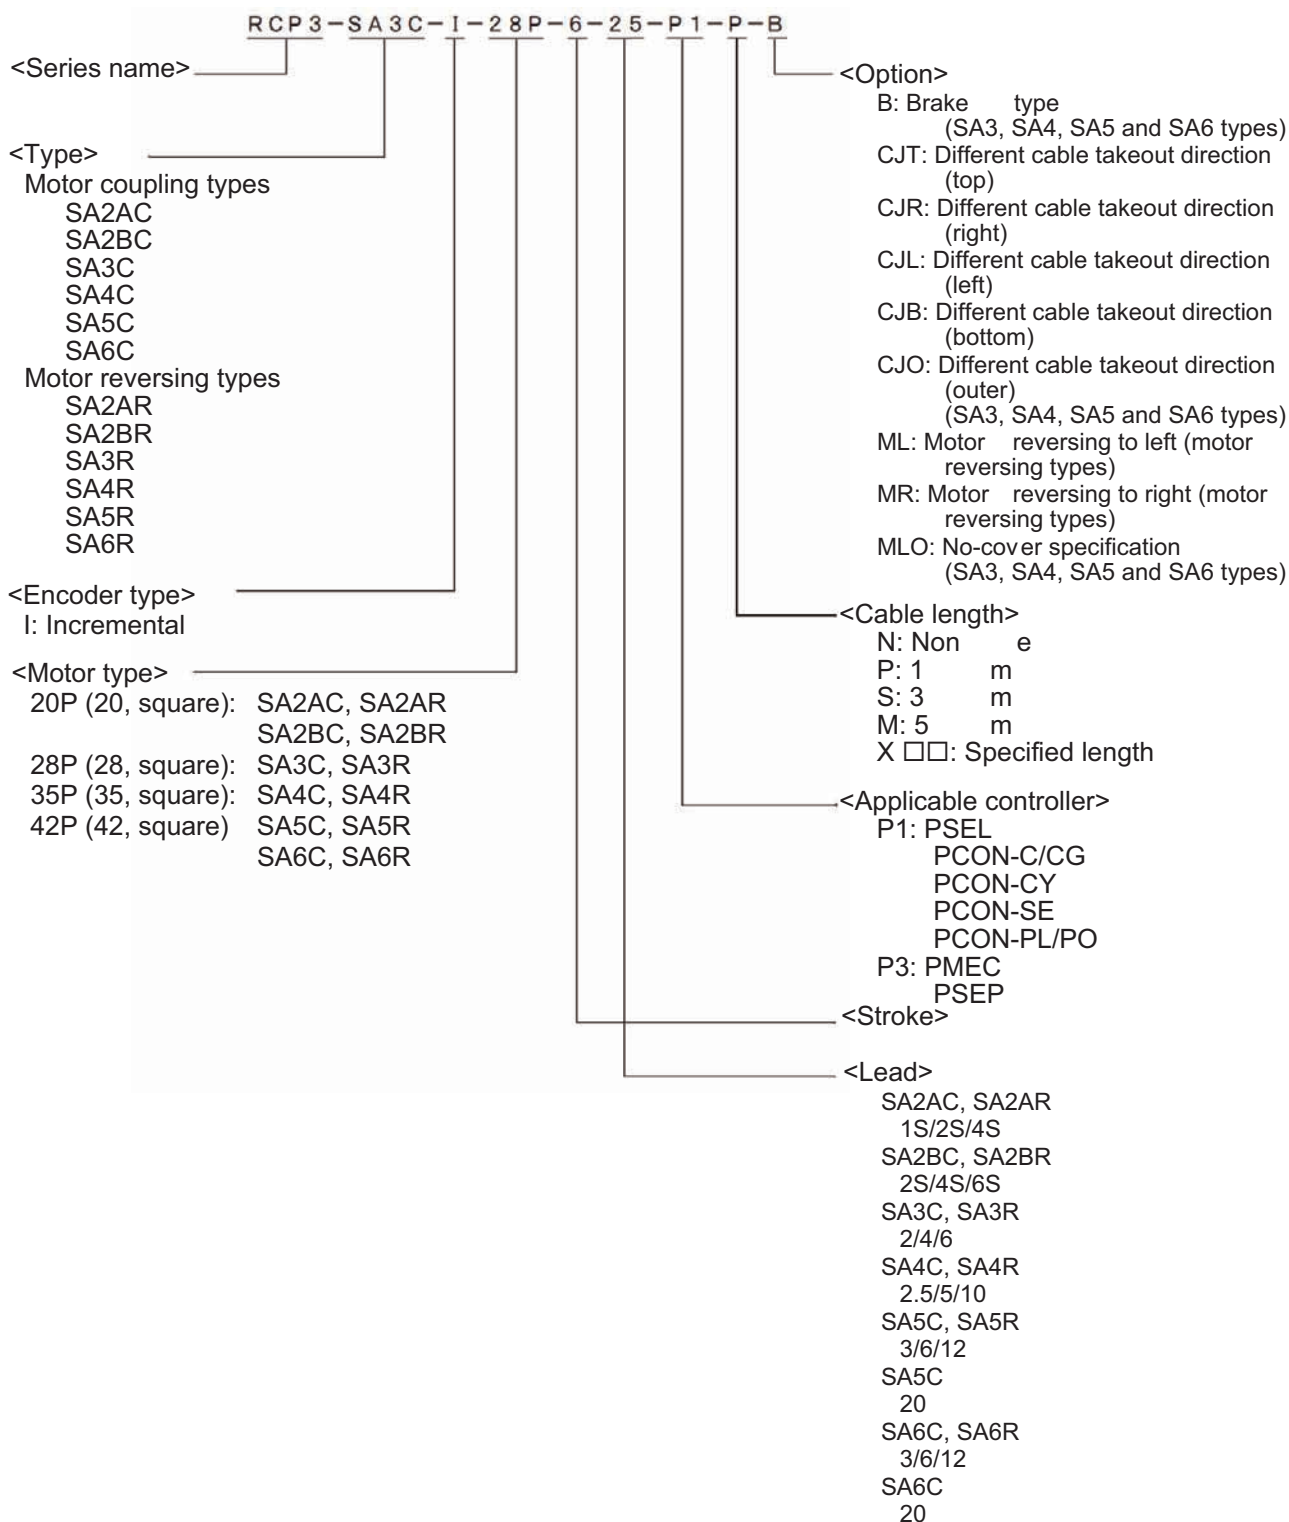 RCP3-SA3C-I-28P-6-25-P1-P-B
<Series name>
<Type>
Motor coupling types
SA2AC
SA2BC
SA3C
SA4C
SA5C
SA6C
Motor reversing types
SA2AR
SA2BR
SA3R
SA4R
SA5R
SA6R
<Encoder type>
I: Incremental
<Motor type>
20P (20, square): SA2AC, SA2AR
SA2BC, SA2BR
28P (28, square): SA3C, SA3R
35P (35, square): SA4C, SA4R
42P (42, square) SA5C, SA5R
SA6C, SA6R
<Option>
B: Brake type
(SA3, SA4, SA5 and SA6 types)
CJT: Different cable takeout direction
(top)
CJR: Different cable takeout direction
(right)
CJL: Different cable takeout direction
(left)
CJB: Different cable takeout direction
(bottom)
CJO: Different cable takeout direction
(outer)
(SA3, SA4, SA5 and SA6 types)
ML: Motor reversing to left (motor
reversing types)
MR: Motor reversing to right (motor
reversing types)
MLO: No-cover specification
(SA3, SA4, SA5 and SA6 types)
<Cable length>
N: Non e
P: 1 m
S: 3 m
M: 5 m
X □□: Specified length
<Applicable controller>
P1: PSEL
PCON-C/CG
PCON-CY
PCON-SE
PCON-PL/PO
P3: PMEC
PSEP
<Stroke>
<Lead>
SA2AC, SA2AR
1S/2S/4S
SA2BC, SA2BR
2S/4S/6S
SA3C, SA3R
2/4/6
SA4C, SA4R
2.5/5/10
SA5C, SA5R
3/6/12
SA5C
20
SA6C, SA6R
3/6/12
SA6C
20